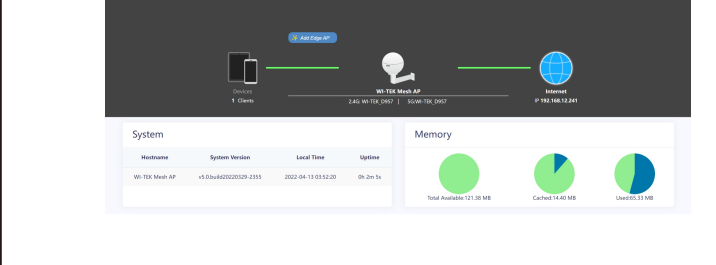 Add Edge AP
Devices
1 Clients
WI-TEK Mesh AP
2.4G: WI-TEK_D957 | 5G:WI-TEK_D957
Internet
IP 192.168.12.241
System
Memory
Hostname System Version Local Time Uptime
WI-TEK Mesh AP v5.0.build20220329-2355 2022-04-13 03:52:20 0h 2m 5s
Total Available:121.38 MB Cached:14.40 MB Used:65.33 MB